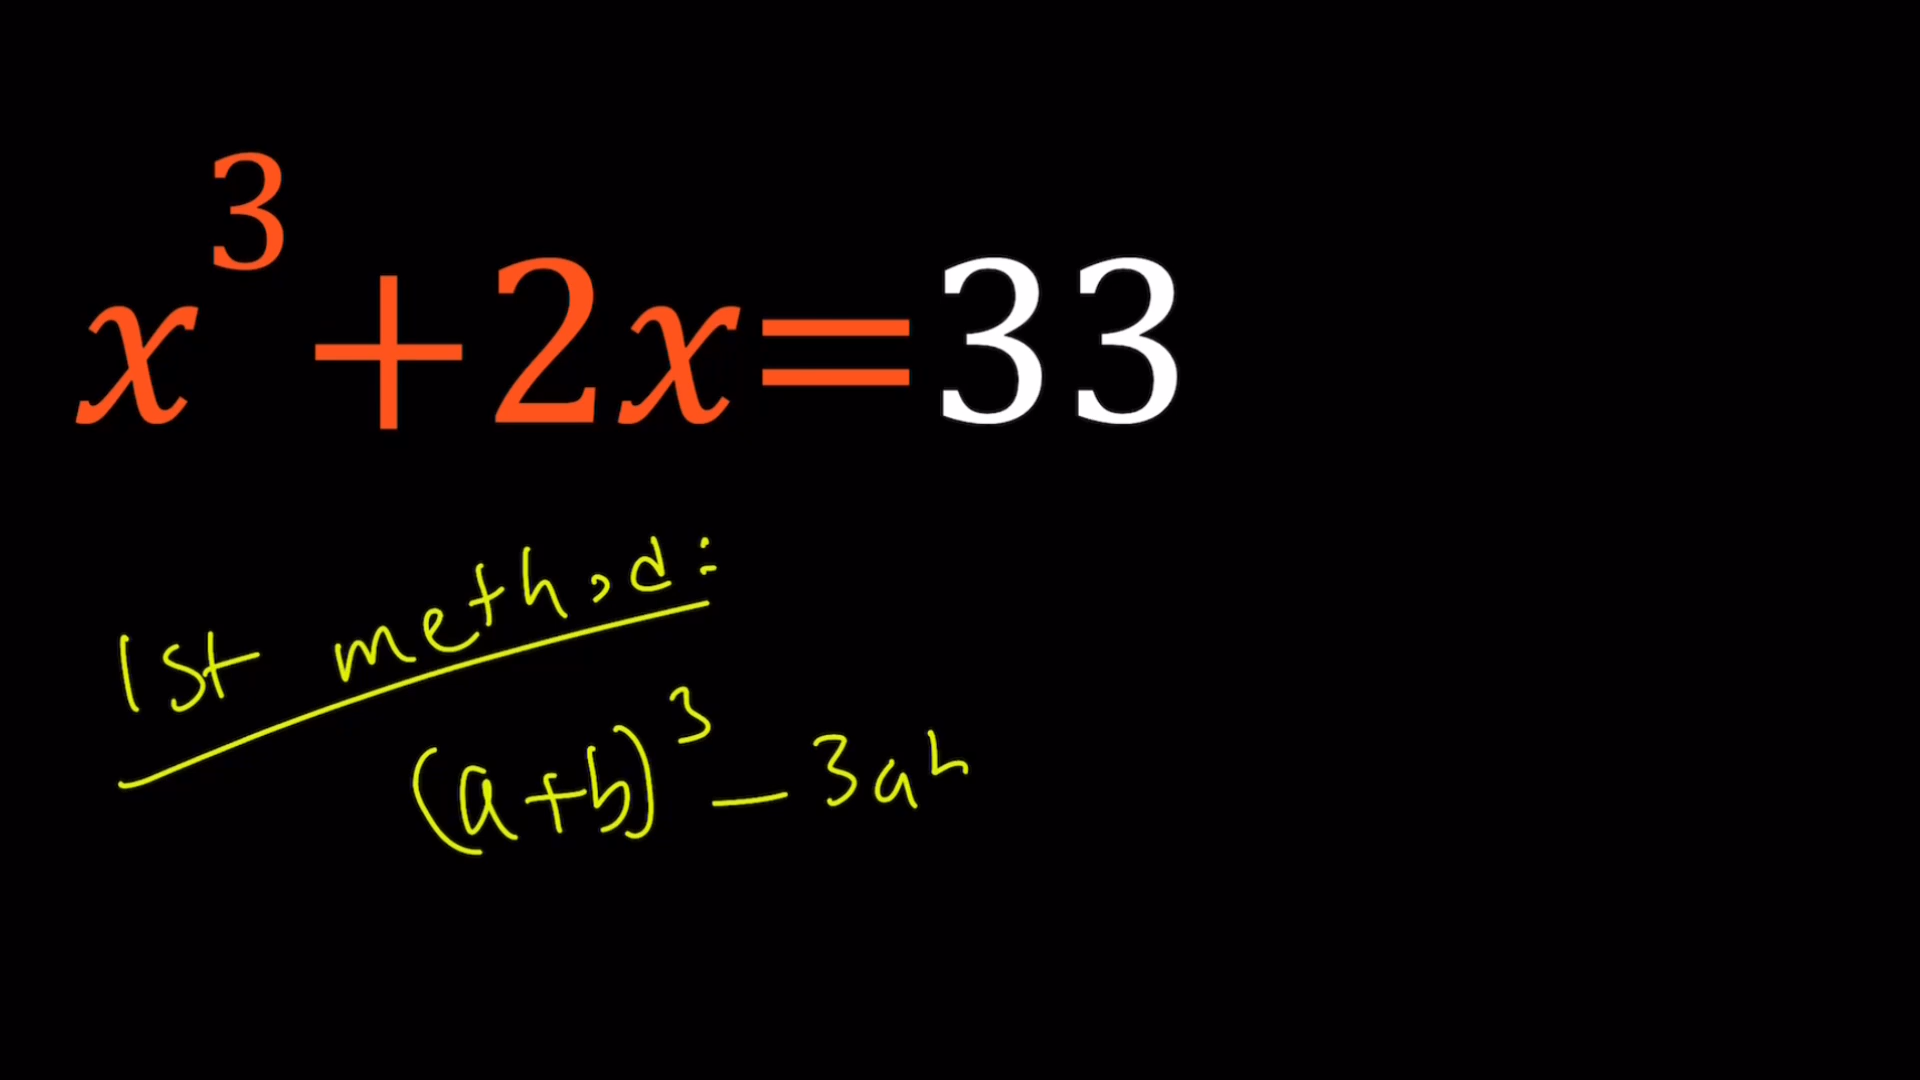 x³+2x=33
1st method:
(a+b)³ - 3ab